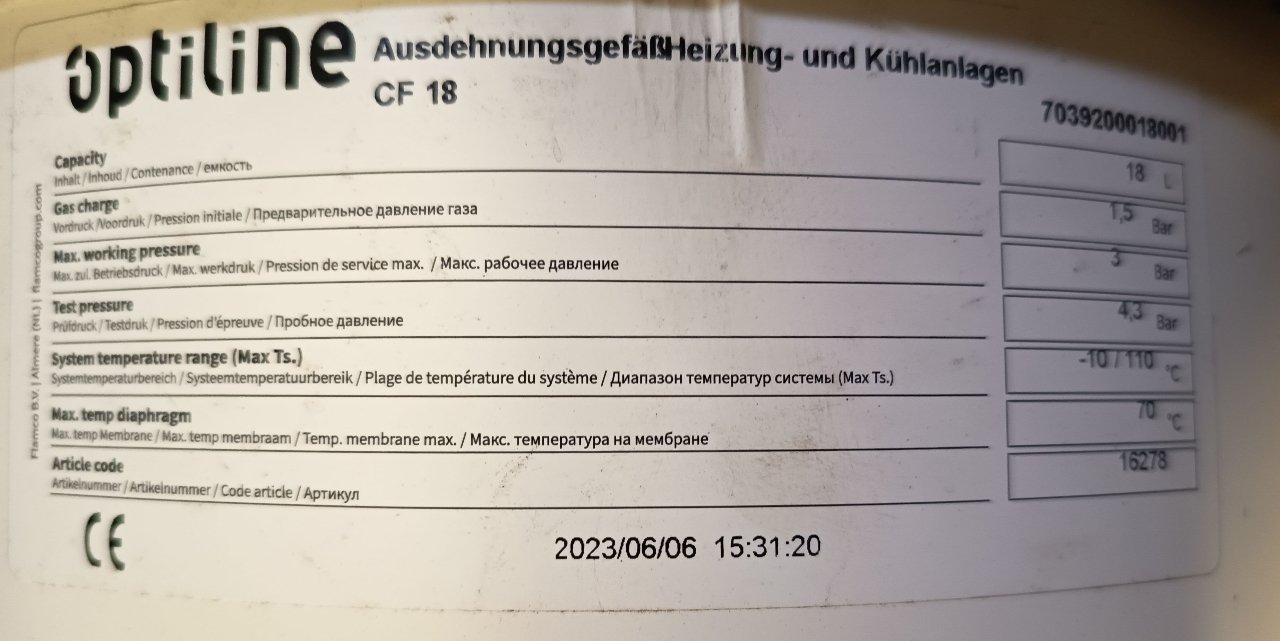 optiline
Ausdehnungsgefäß Heizung- und Kühlanlagen
CF 18
7039200018001
Capacity
Inhalt / Inhoud / Contenance / емкость
18 L
Gas charge
Vordruck / Voordruk / Pression initiale / Предварительное давление газа
1,5 Bar
Max. working pressure
Max. zul. Betriebsdruck / Max. werkdruk / Pression de service max. / Макс. рабочее давление
3 Bar
Test pressure
Prüfdruck / Testdruk / Pression d'épreuve / Пробное давление
4,3 Bar
System temperature range (Max Ts.)
Systemtemperaturbereich / Systeemtemperatuurbereik / Plage de température du système / Диапазон температур системы (Max Ts.)
-10 / 110 °C
Max. temp diaphragm
Max. temp Membrane / Max. temp membraam / Temp. membrane max. / Макс. температура на мембране
70 °C
Article code
Artikelnummer / Artikelnummer / Code article / Артикул
16278
CE
2023/06/06 15:31:20
Flamco B.V. | Almere (NL) | flamcogroup.com